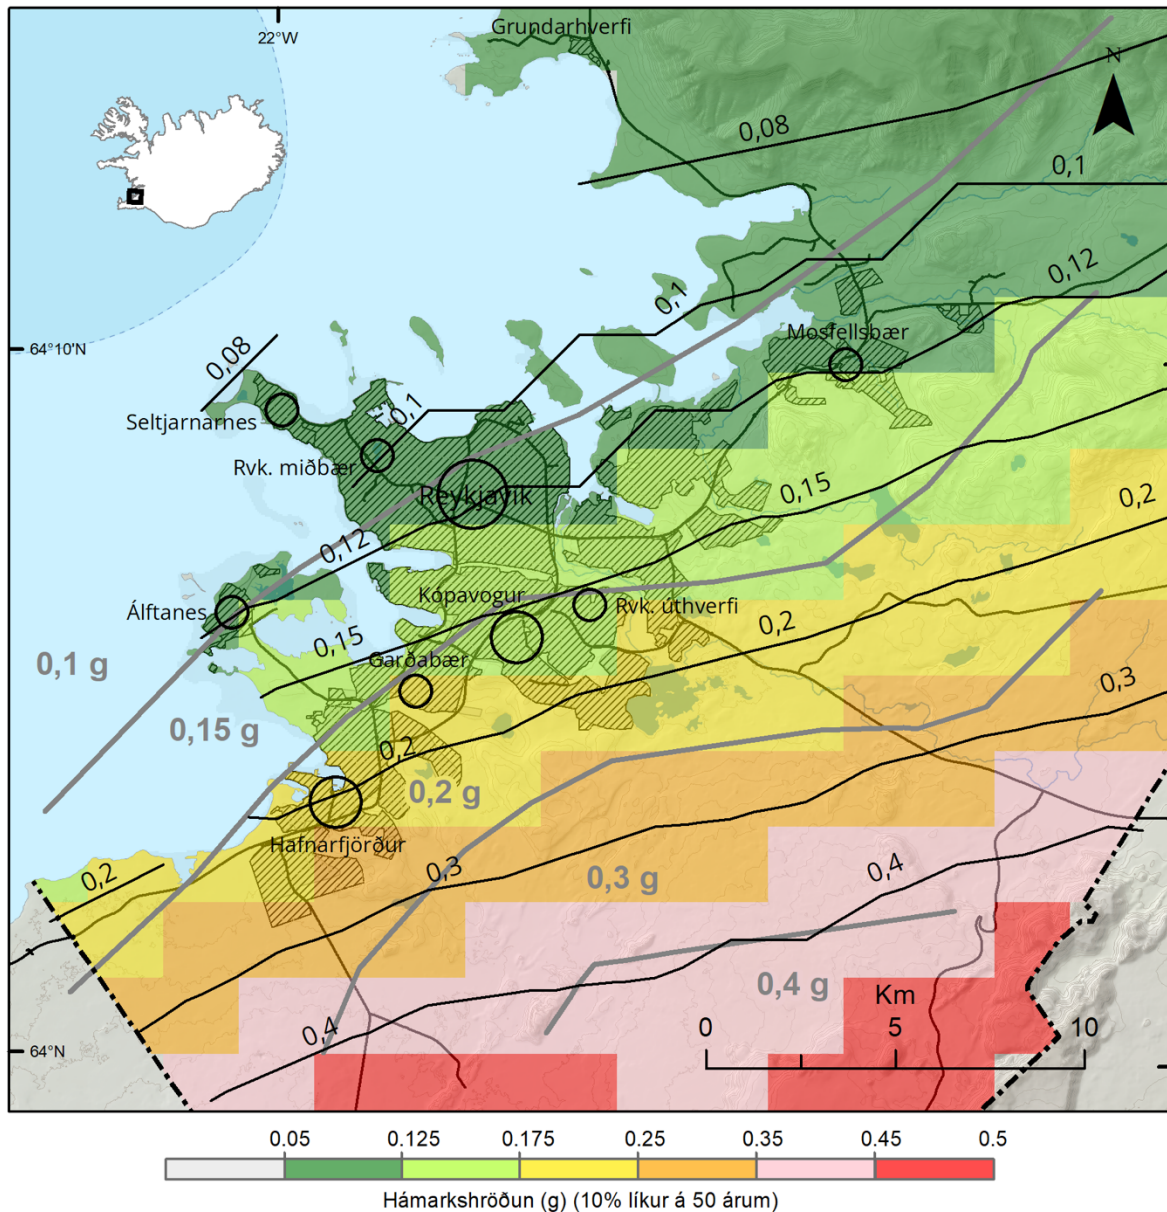 Grundarhverfi
22°W
N
0,08
0,1
0,12
0,1
64°10'N
Mosfellsbær
0,08
0,1
Seltjarnarnes
Rvk. miðbær
Reykjavík
0,15
0,2
0,12
Álftanes
Kópavogur
Rvk. úthverfi
0,15
0,2
Garðabær
0,1 g
0,3
0,15 g
0,2
0,2 g
Hafnarfjörður
0,3
0,3 g
0,4
0,2
0,4 g
Km
0 5 10
0,4
64°N
0.05 0.125 0.175 0.25 0.35 0.45 0.5
Hámarkshröðun (g) (10% líkur á 50 árum)